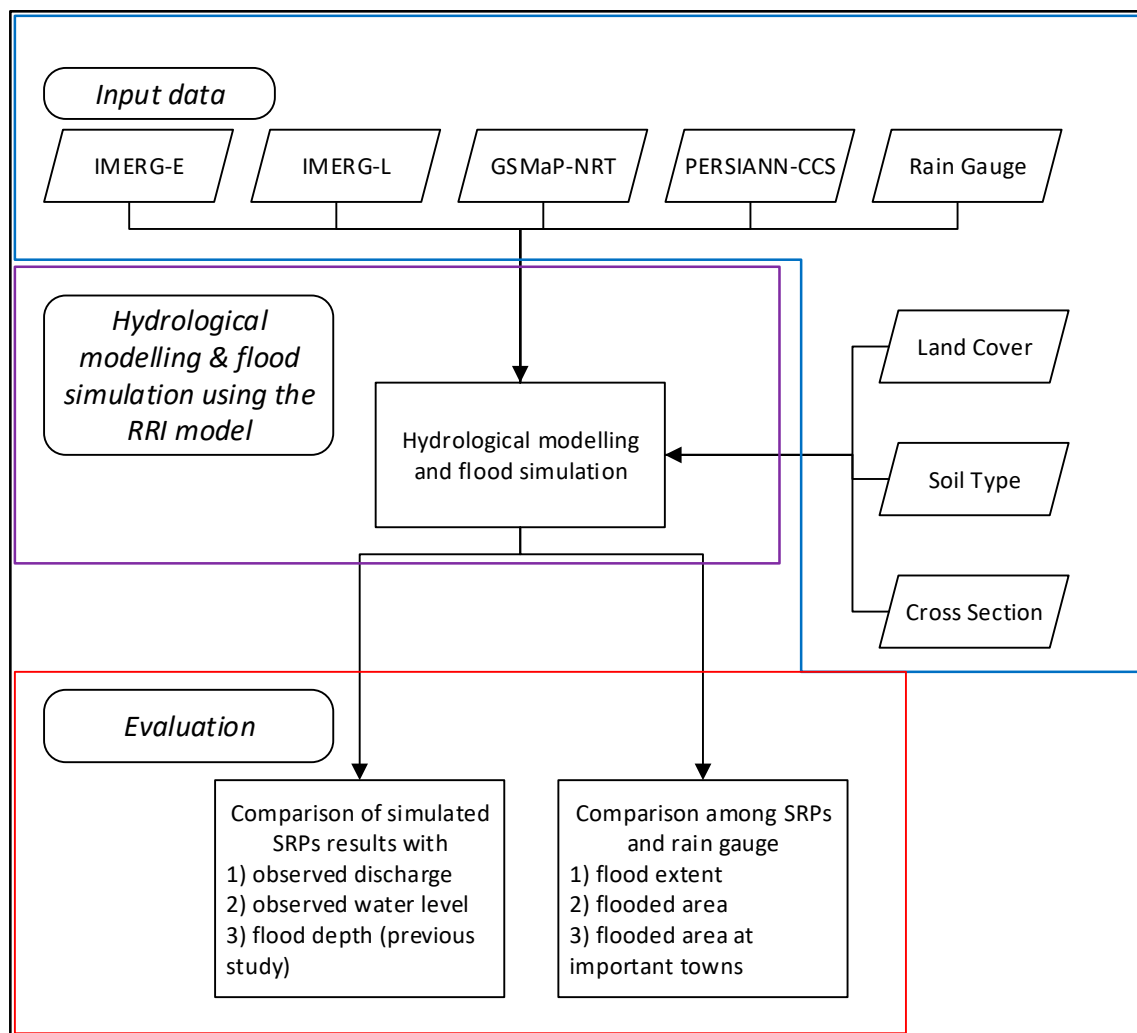 Input data
IMERG-E
IMERG-L
GSMaP-NRT
PERSIANN-CCS
Rain Gauge
Hydrological
modelling & flood
simulation using the
RRI model
Land Cover
Hydrological modelling
and flood simulation
Soil Type
Cross Section
Evaluation
Comparison of simulated
SRPs results with
1) observed discharge
2) observed water level
3) flood depth (previous
study)
Comparison among SRPs
and rain gauge
1) flood extent
2) flooded area
3) flooded area at
important towns